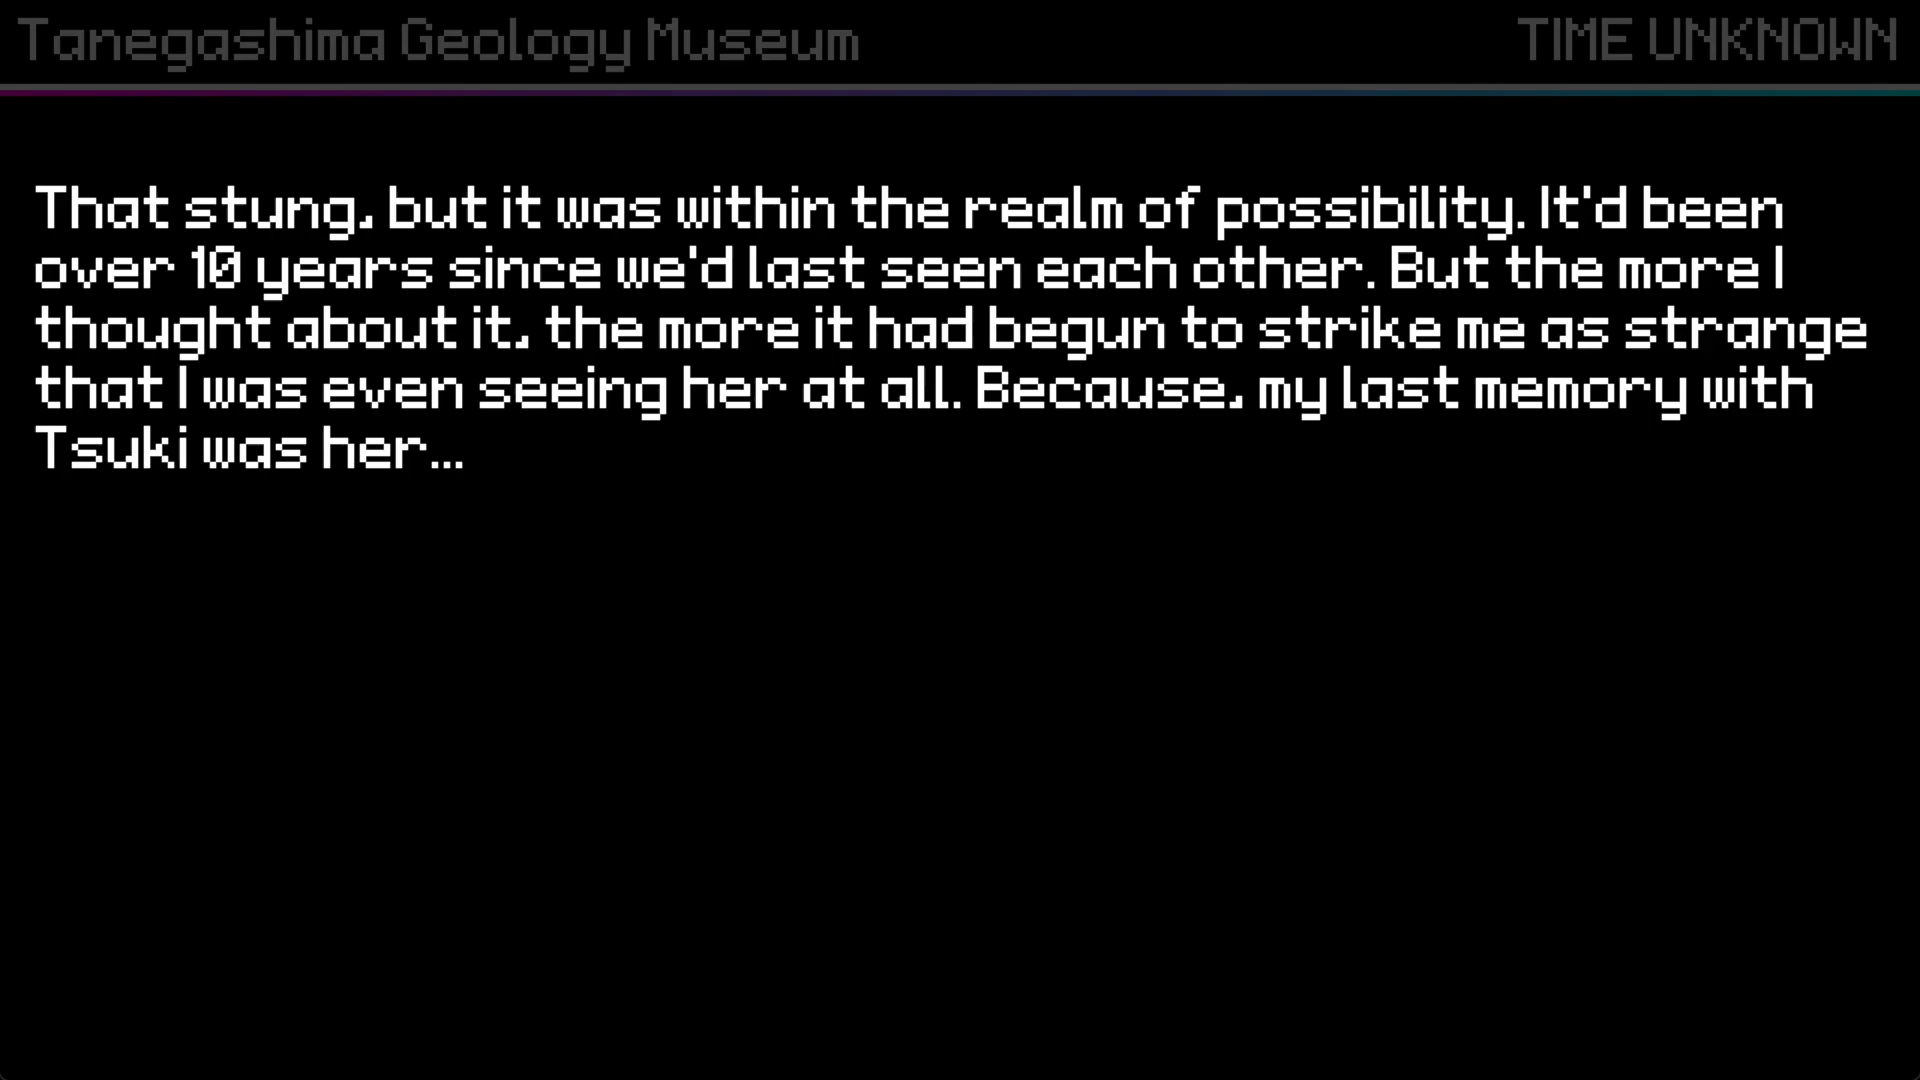 Tanegashima Geology Museum
TIME UNKNOWN
That stung, but it was within the realm of possibility. It'd been
over 10 years since we'd last seen each other. But the more I
thought about it, the more it had begun to strike me as strange
that I was even seeing her at all. Because, my last memory with
Tsuki was her...